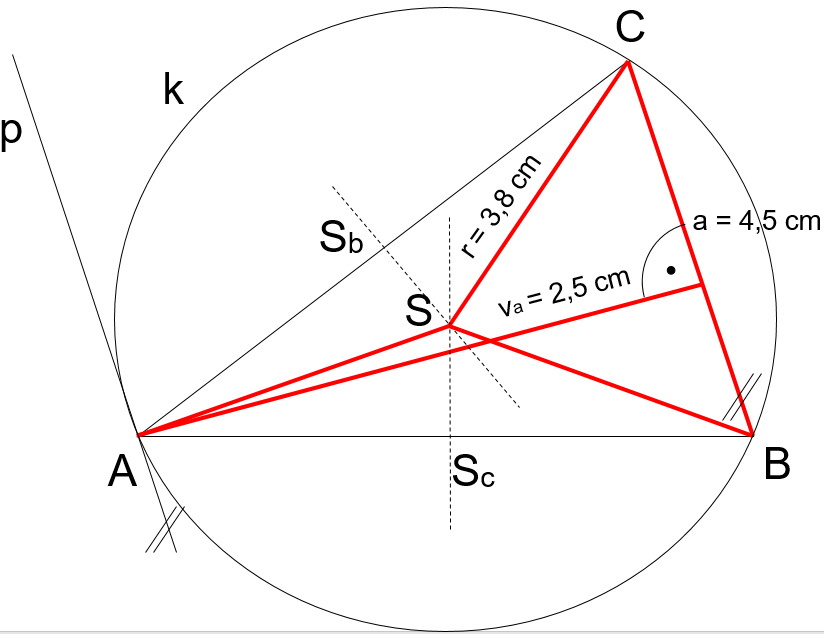 C
k
p
r = 3,8 cm
a = 4,5 cm
Sb
va = 2,5 cm
S
A
Sc
B